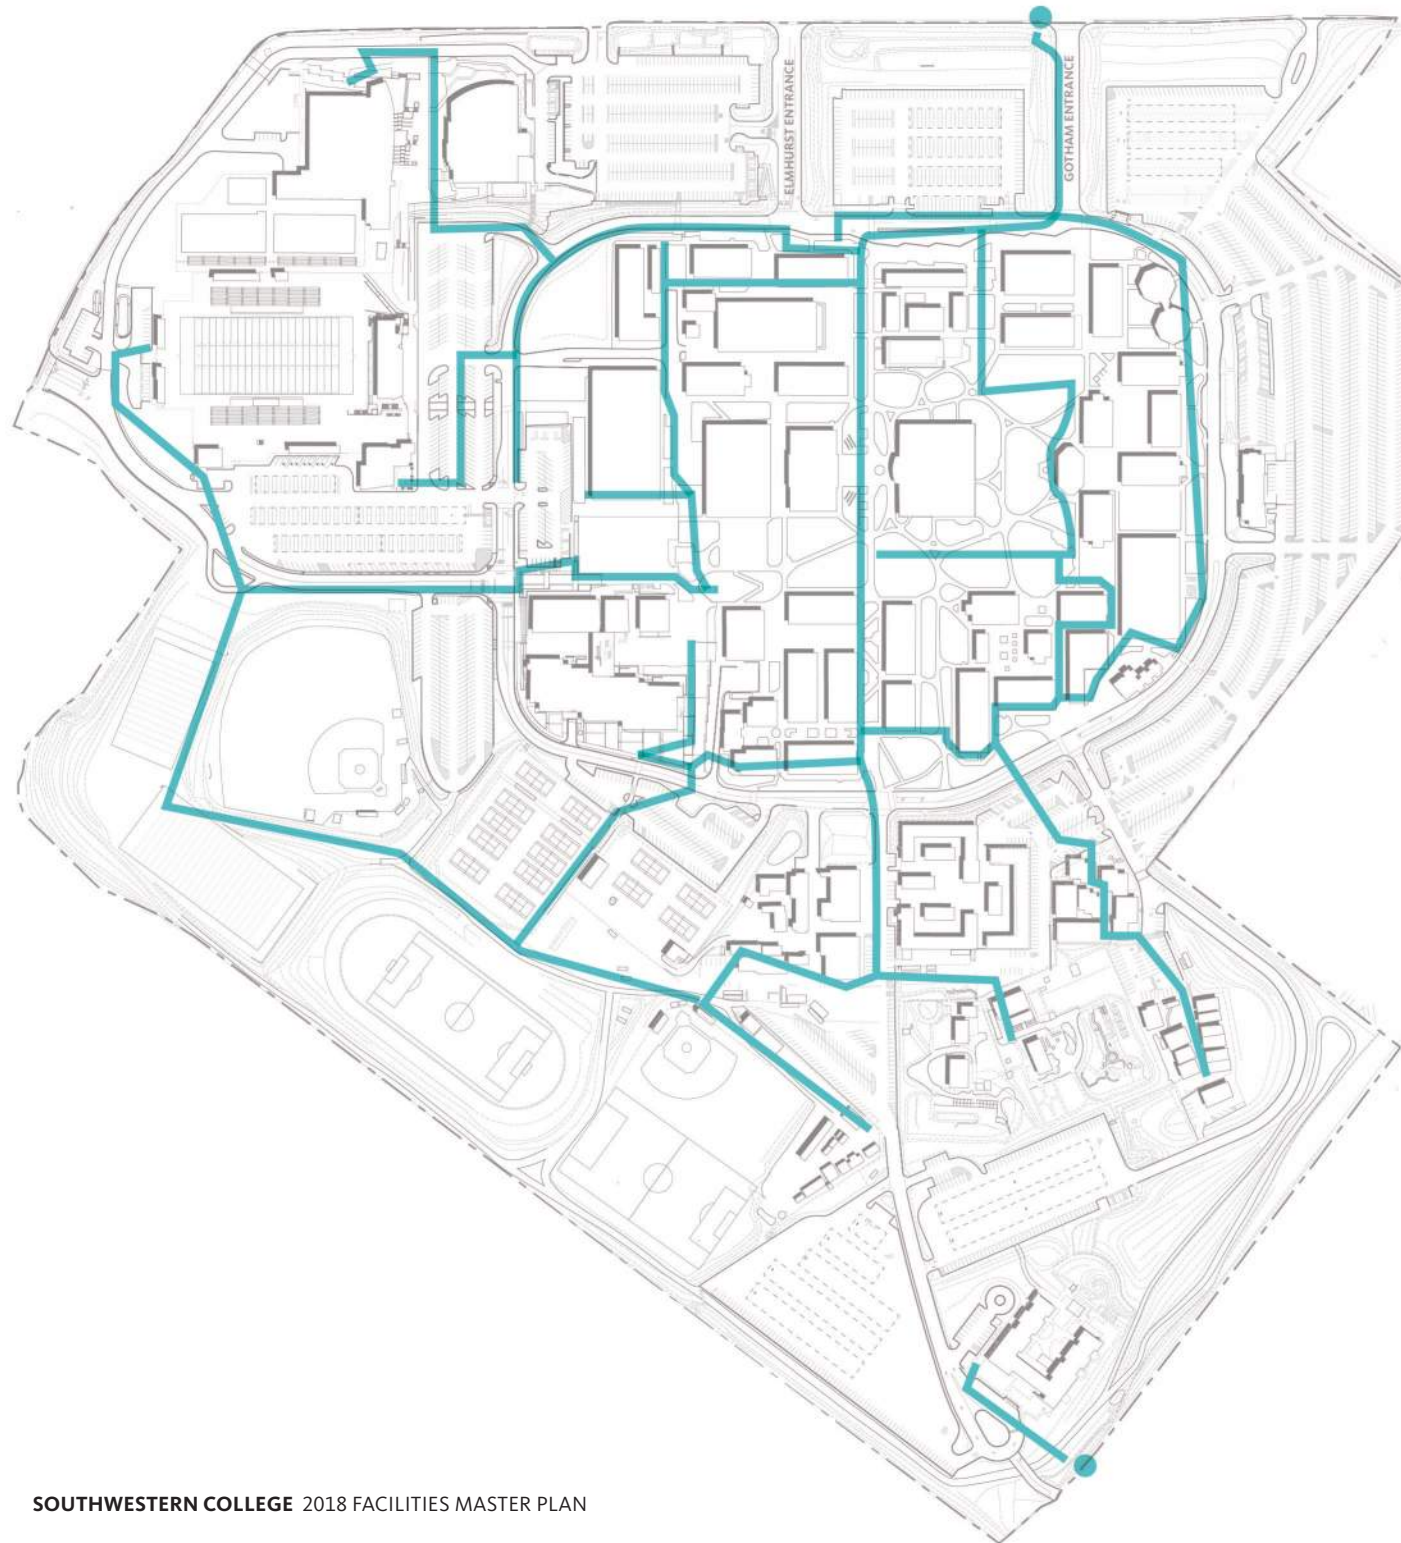 ELMHURST ENTRANCE
GOTHAM ENTRANCE
SOUTHWESTERN COLLEGE 2018 FACILITIES MASTER PLAN